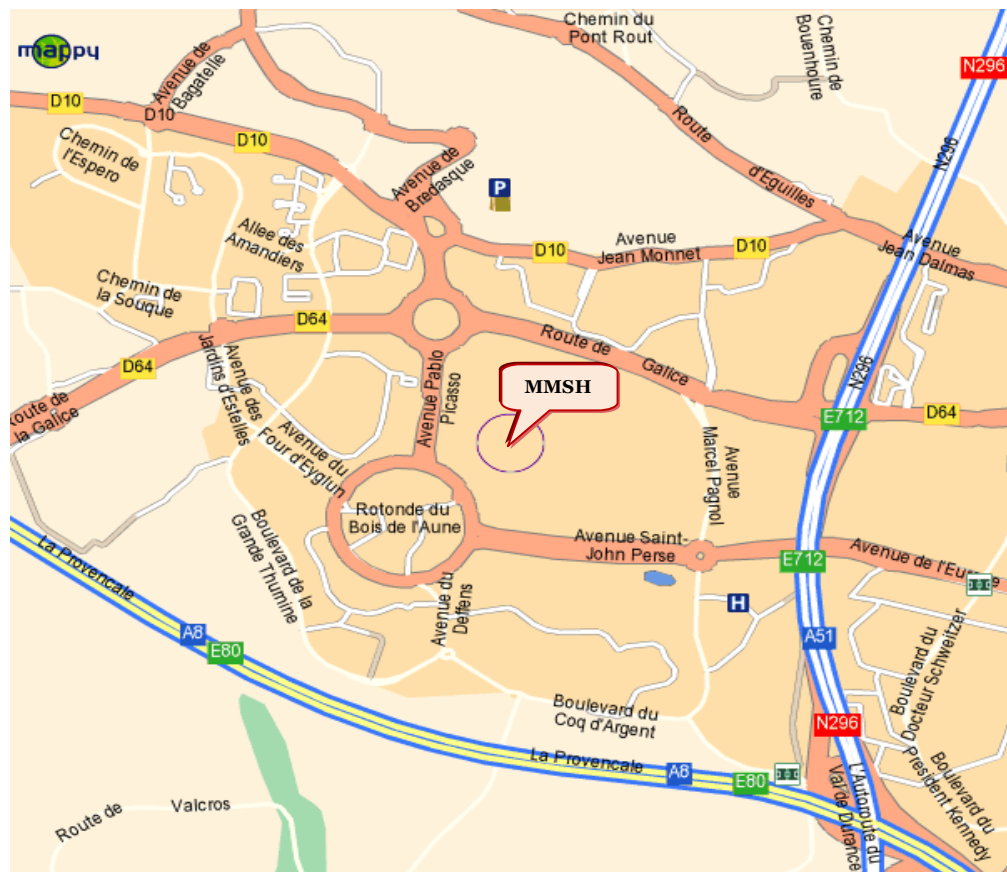 mappy
Chemin du
Pont Rout
Chemin de
Bouenhoure
N296
Avenue de
Bagatelle
D10
D10
D10
N296
Route
d'Eguilles
Chemin de
l'Espero
Avenue de
Bredasque
P
Allee des
Amandiers
Avenue
Jean Monnet
D10
D10
Avenue
Jean Dalmas
Chemin de
la Souque
D64
D64
Route de
Galice
N296
Route de
la Galice
Avenue des
Jardins d'Estelles
Avenue Pablo
Picasso
MMSH
E712
D64
Avenue du
Four d'Eyglun
Avenue
Marcel Pagnol
Rotonde du
Bois de l'Aune
Avenue Saint-
John Perse
E712
Avenue de l'Eu
La Provencale
Boulevard de la
Grande Thumine
Avenue du
Deffens
H
A8
E80
A51
Boulevard du
Docteur Schweitzer
Boulevard du
Coq d'Argent
N296
La Provencale
A8
E80
L'Autoroute du
Val de Durance
Boulevard du
President Kennedy
Route de
Valcros